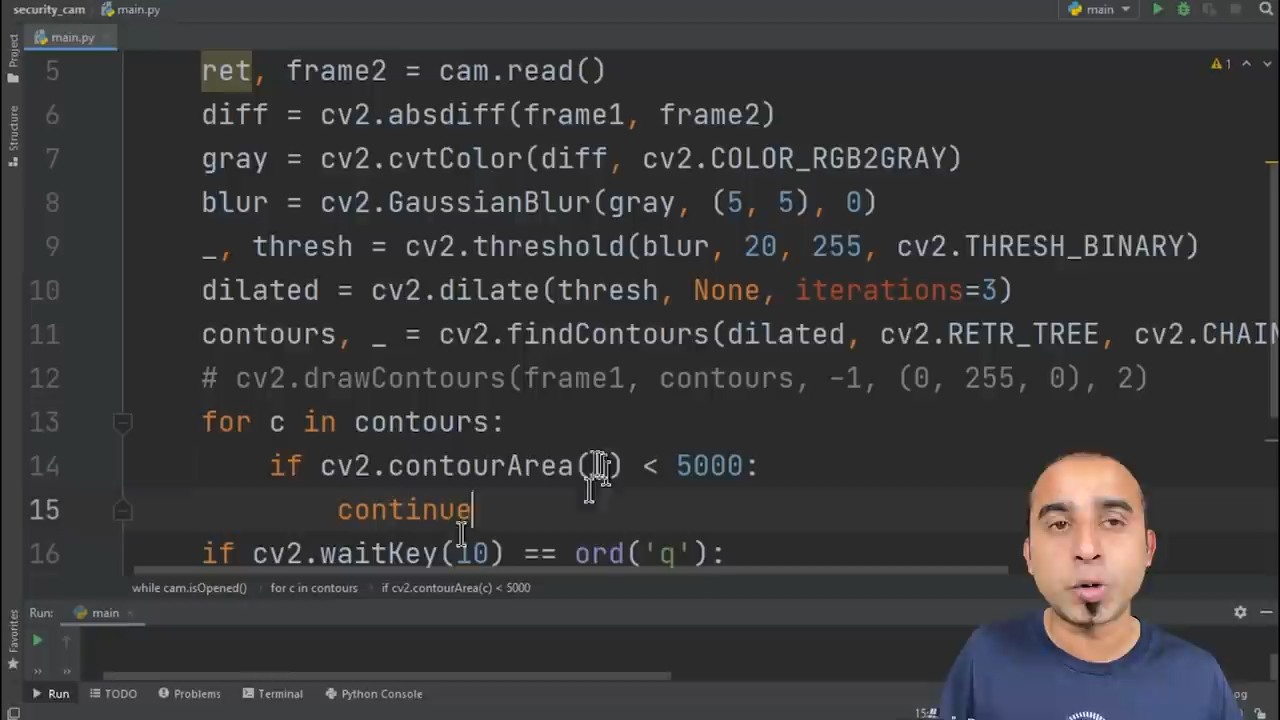 security_cam
main.py
main
main.py
Project
Structure
1
5 ret, frame2 = cam.read()
6 diff = cv2.absdiff(frame1, frame2)
7 gray = cv2.cvtColor(diff, cv2.COLOR_RGB2GRAY)
8 blur = cv2.GaussianBlur(gray, (5, 5), 0)
9 _, thresh = cv2.threshold(blur, 20, 255, cv2.THRESH_BINARY)
10 dilated = cv2.dilate(thresh, None, iterations=3)
11 contours, _ = cv2.findContours(dilated, cv2.RETR_TREE, cv2.CHAIN
12 # cv2.drawContours(frame1, contours, -1, (0, 255, 0), 2)
13 for c in contours:
14 if cv2.contourArea( ) < 5000:
15 continue
16 if cv2.waitKey(10) == ord('q'):
while cam.isOpened()
for c in contours
if cv2.contourArea(c) < 5000
Run:
main
Favorites
Run
TODO
Problems
Terminal
Python Console